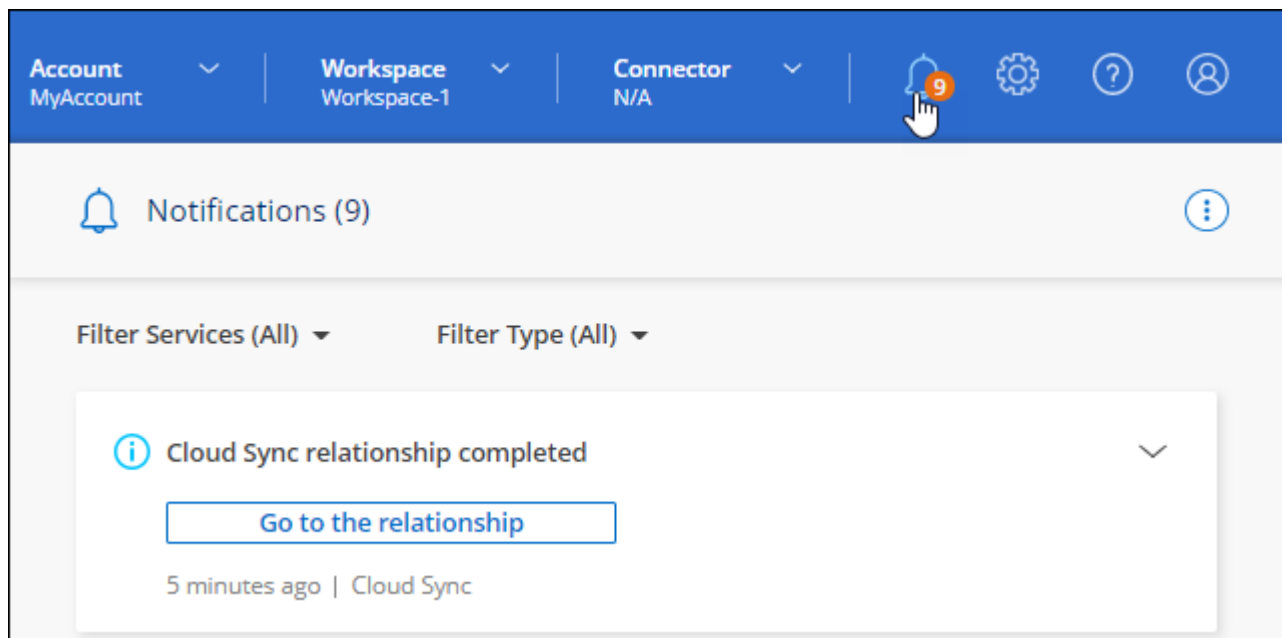 Account
MyAccount
Workspace
Workspace-1
Connector
N/A
9
?
Notifications (9)
Filter Services (All)
Filter Type (All)
i
Cloud Sync relationship completed
Go to the relationship
5 minutes ago | Cloud Sync